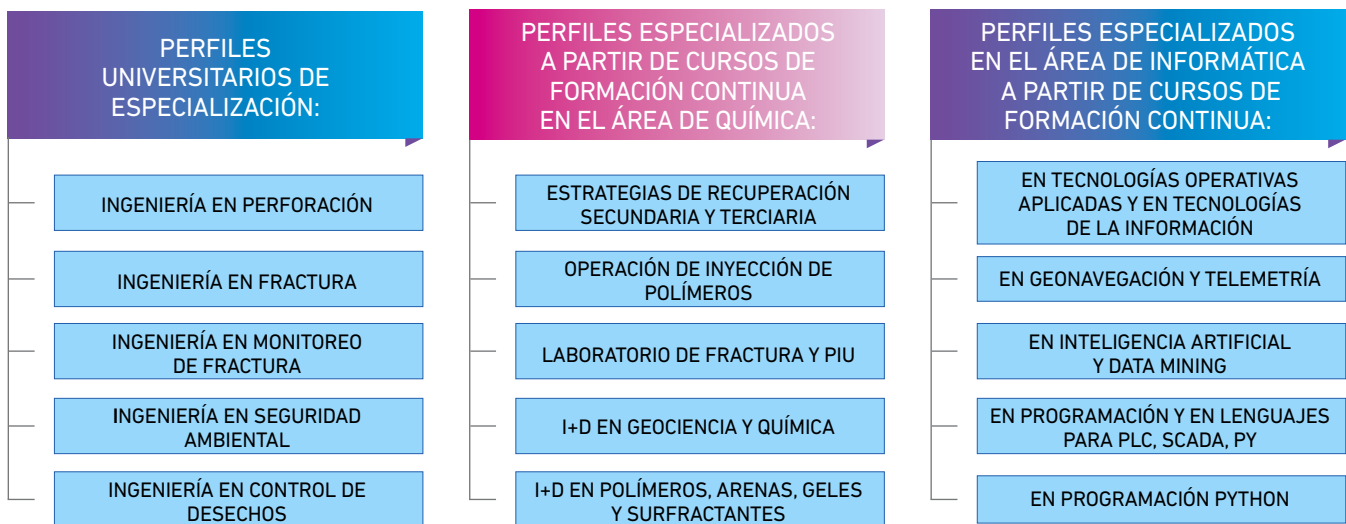 PERFILES
UNIVERSITARIOS DE
ESPECIALIZACIÓN:
INGENIERÍA EN PERFORACIÓN
INGENIERÍA EN FRACTURA
INGENIERÍA EN MONITOREO
DE FRACTURA
INGENIERÍA EN SEGURIDAD
AMBIENTAL
INGENIERÍA EN CONTROL DE
DESECHOS
PERFILES ESPECIALIZADOS
A PARTIR DE CURSOS DE
FORMACIÓN CONTINUA
EN EL ÁREA DE QUÍMICA:
ESTRATEGIAS DE RECUPERACIÓN
SECUNDARIA Y TERCIARIA
OPERACIÓN DE INYECCIÓN DE
POLÍMEROS
LABORATORIO DE FRACTURA Y PIU
I+D EN GEOCIENCIA Y QUÍMICA
I+D EN POLÍMEROS, ARENAS, GELES
Y SURFRACTANTES
PERFILES ESPECIALIZADOS
EN EL ÁREA DE INFORMÁTICA
A PARTIR DE CURSOS DE
FORMACIÓN CONTINUA:
EN TECNOLOGÍAS OPERATIVAS
APLICADAS Y EN TECNOLOGÍAS
DE LA INFORMACIÓN
EN GEONAVEGACIÓN Y TELEMETRÍA
EN INTELIGENCIA ARTIFICIAL
Y DATA MINING
EN PROGRAMACIÓN Y EN LENGUAJES
PARA PLC, SCADA, PY
EN PROGRAMACIÓN PYTHON